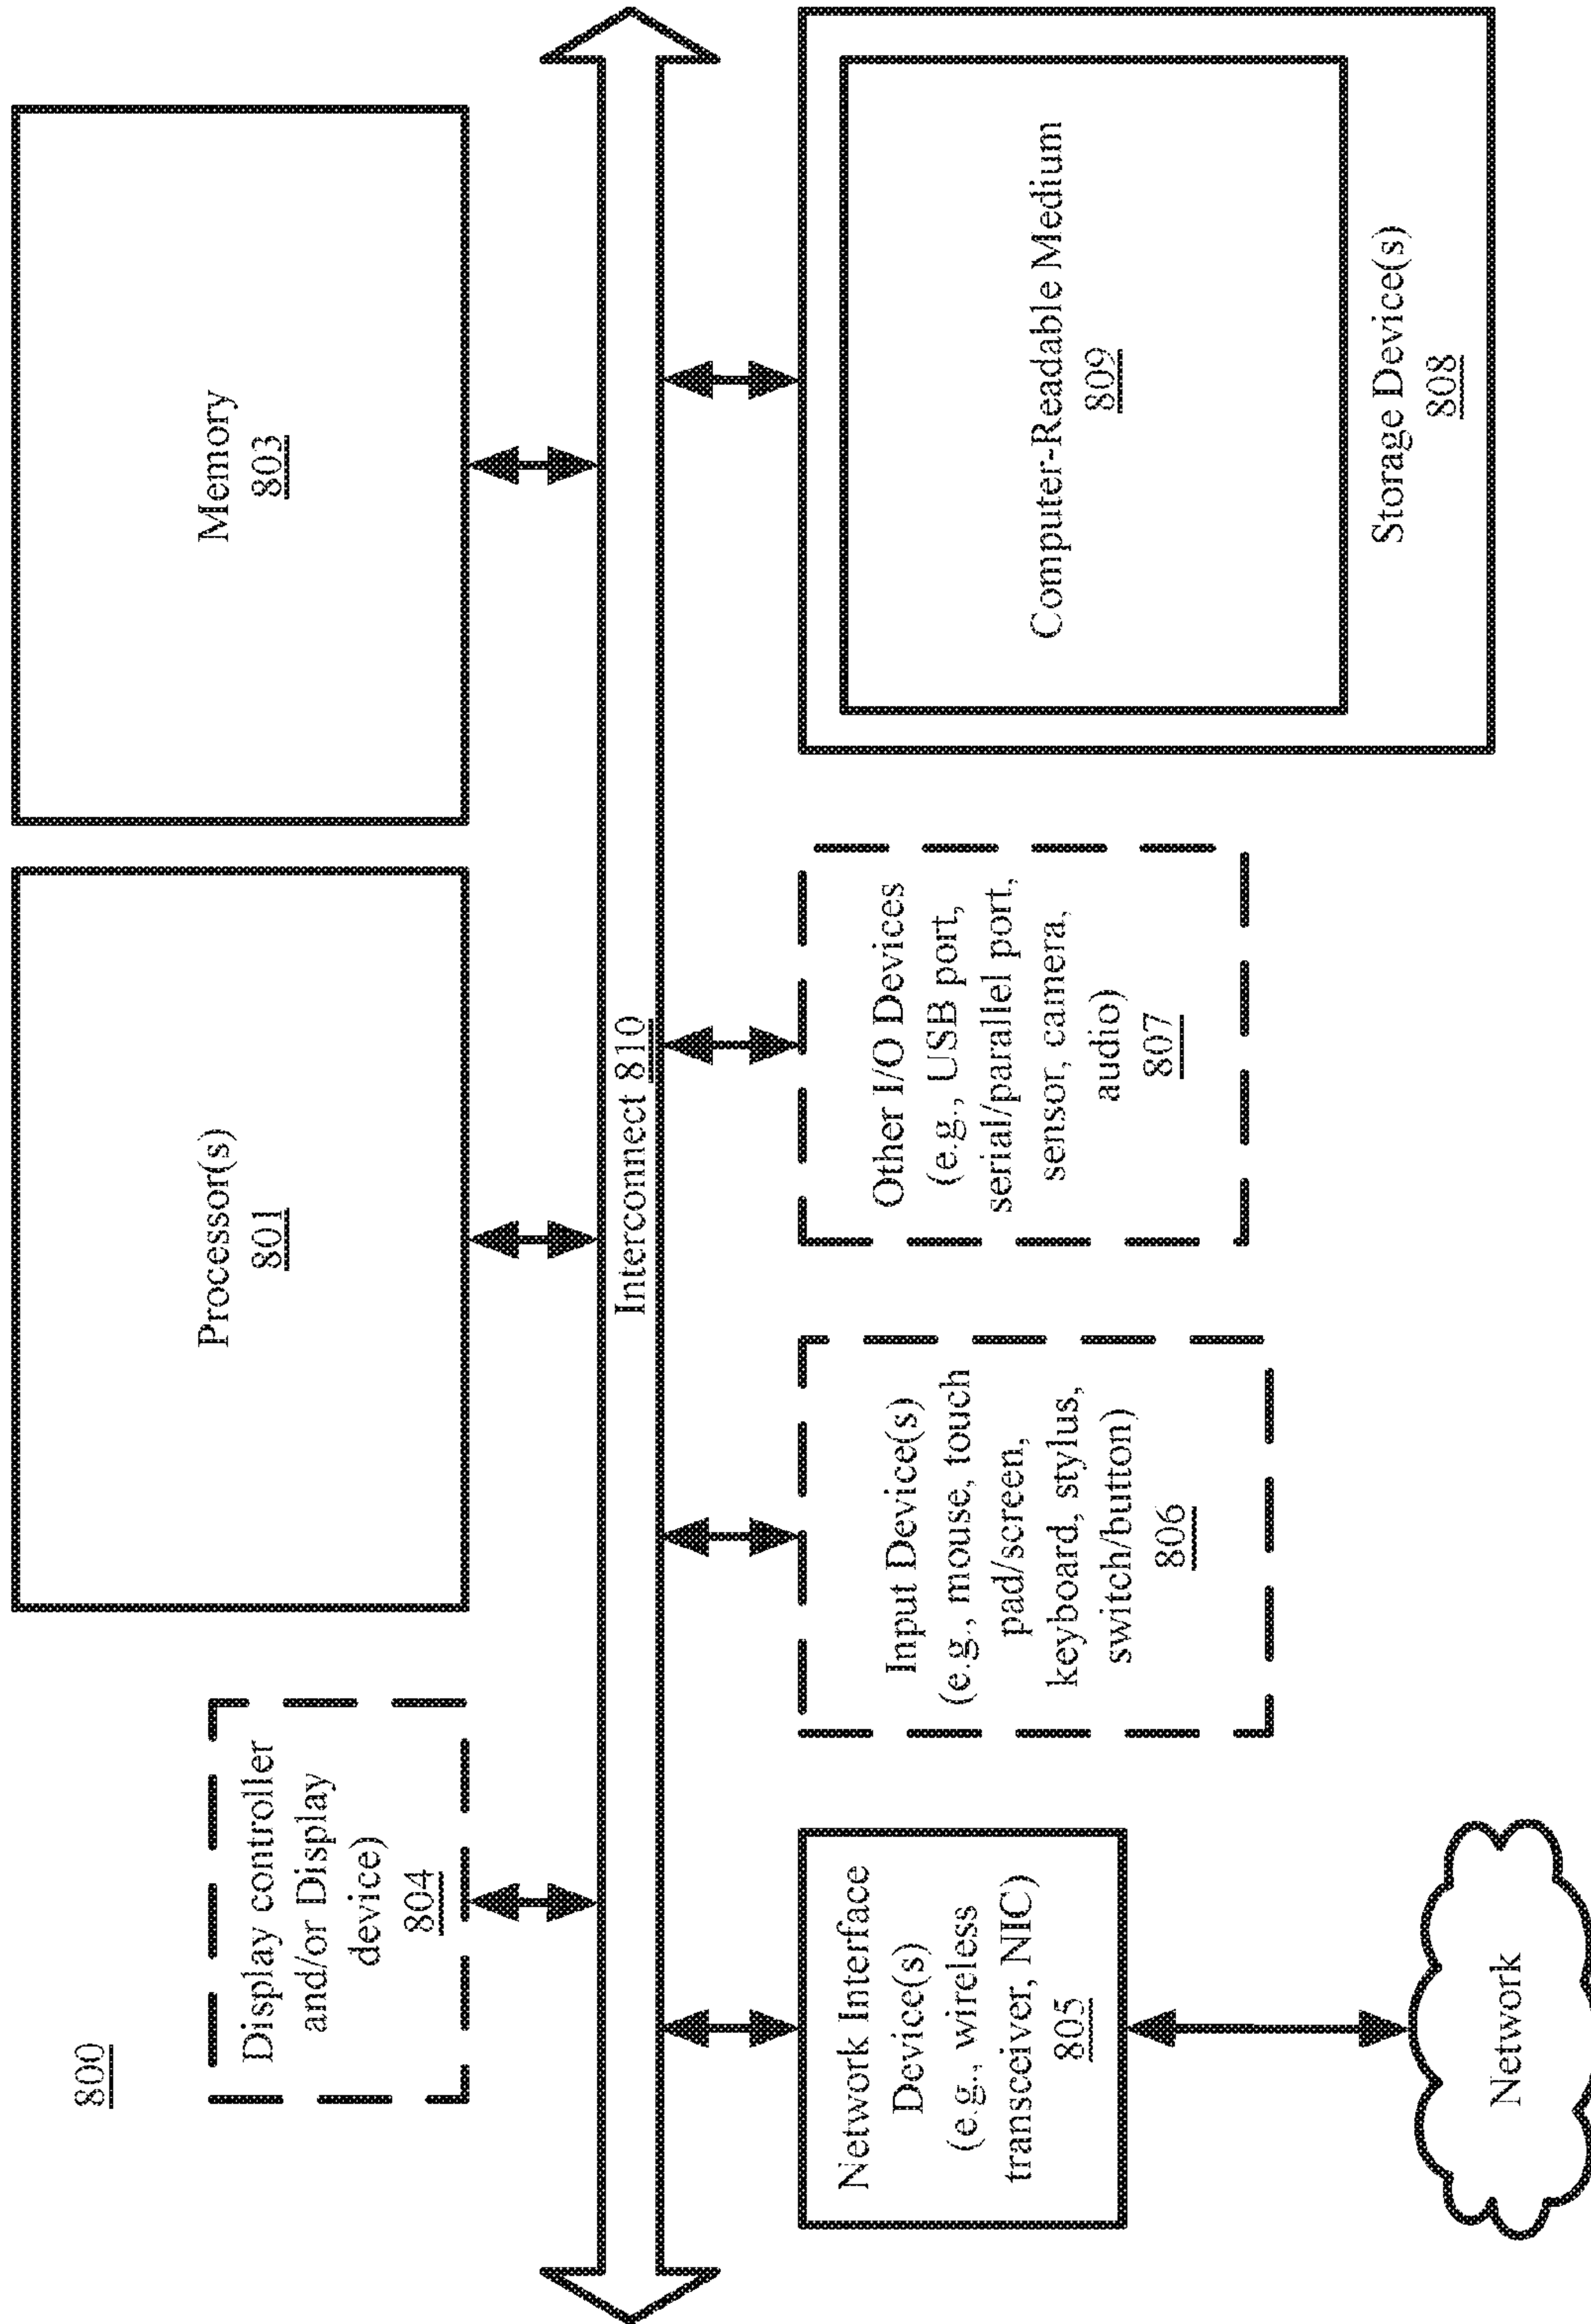 800
Display controller
and/or Display
device)
804
Processor(s)
801
Memory
803
Interconnect 810
Network Interface
Device(s)
(e.g., wireless
transceiver, NIC)
805
Input Device(s)
(e.g., mouse, touch
pad/screen,
keyboard, stylus,
switch/button)
806
Other I/O Devices
(e.g., USB port,
serial/parallel port,
sensor, camera,
audio)
807
Computer-Readable Medium
809
Storage Device(s)
808
Network